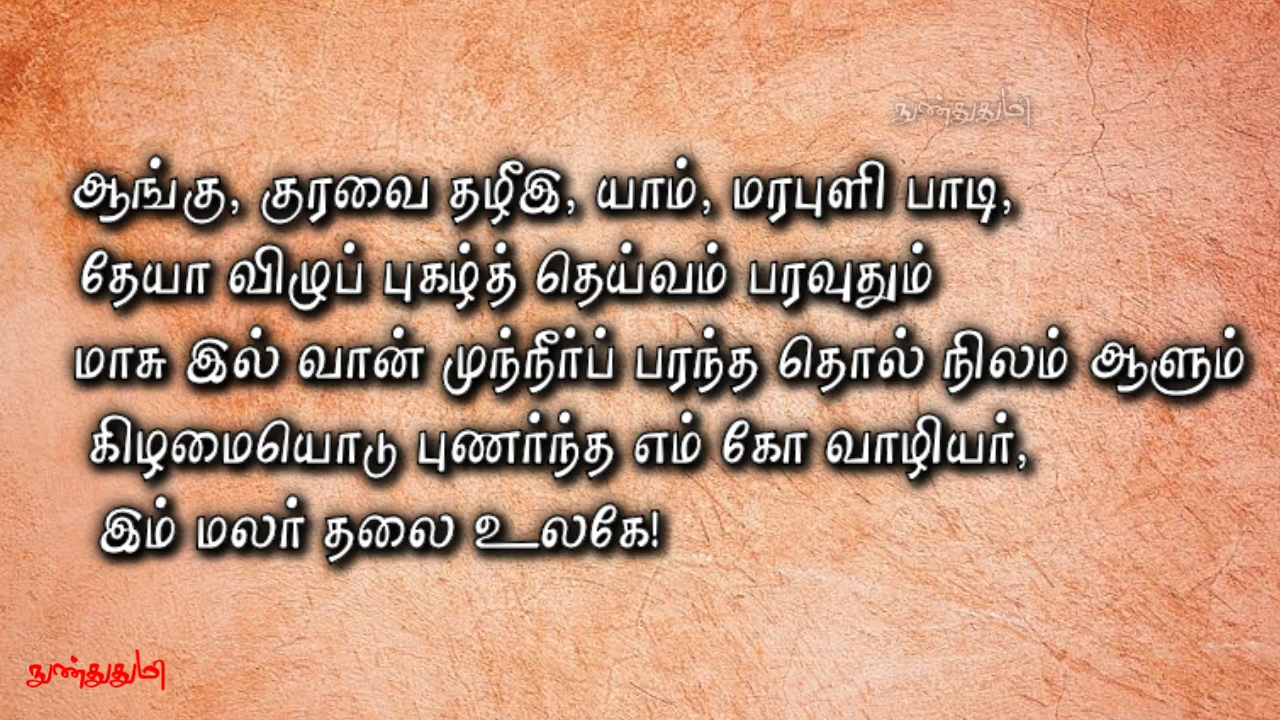 நுண்துதுமி
ஆங்கு, குரவை தழீஇ, யாம், மரபுளி பாடி,
தேயா விழுப் புகழ்த் தெய்வம் பரவுதும்
மாசு இல் வான் முந்நீர்ப் பரந்த தொல் நிலம் ஆளும்
கிழமையொடு புணர்ந்த எம் கோ வாழியர்,
இம் மலர் தலை உலகே!
நுண்துதுமி